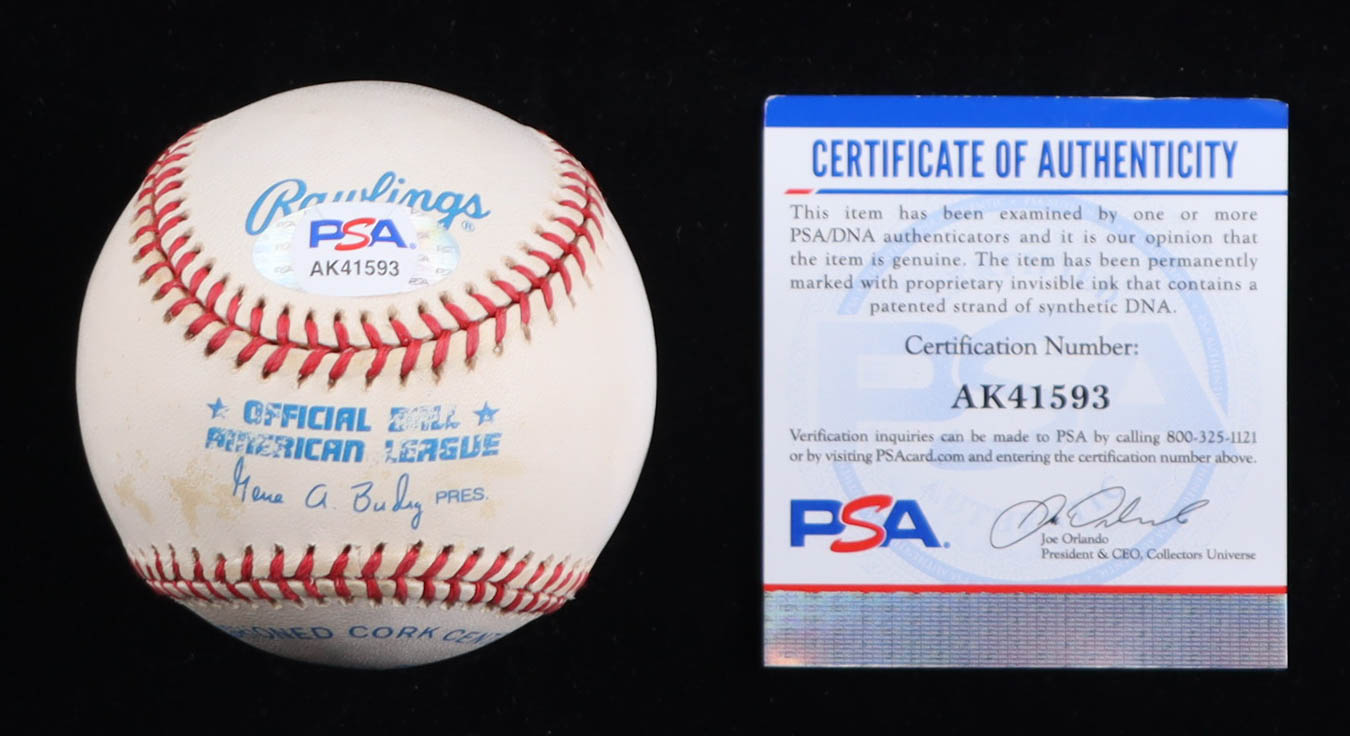 Rawlings ®
PSA.
AK41593
★ OFFICIAL BALL ★
AMERICAN LEAGUE
Gene A. Budig PRES.
CORK
CERTIFICATE OF AUTHENTICITY
This item has been examined by one or more
PSA/DNA authenticators and it is our opinion that
the item is genuine. The item has been permanently
marked with proprietary invisible ink that contains a
patented strand of synthetic DNA.
Certification Number:
AK41593
Verification inquiries can be made to PSA by calling 800-325-1121
or by visiting PSAcard.com and entering the certification number above.
PSA.
Joe Orlando
President & CEO, Collectors Universe